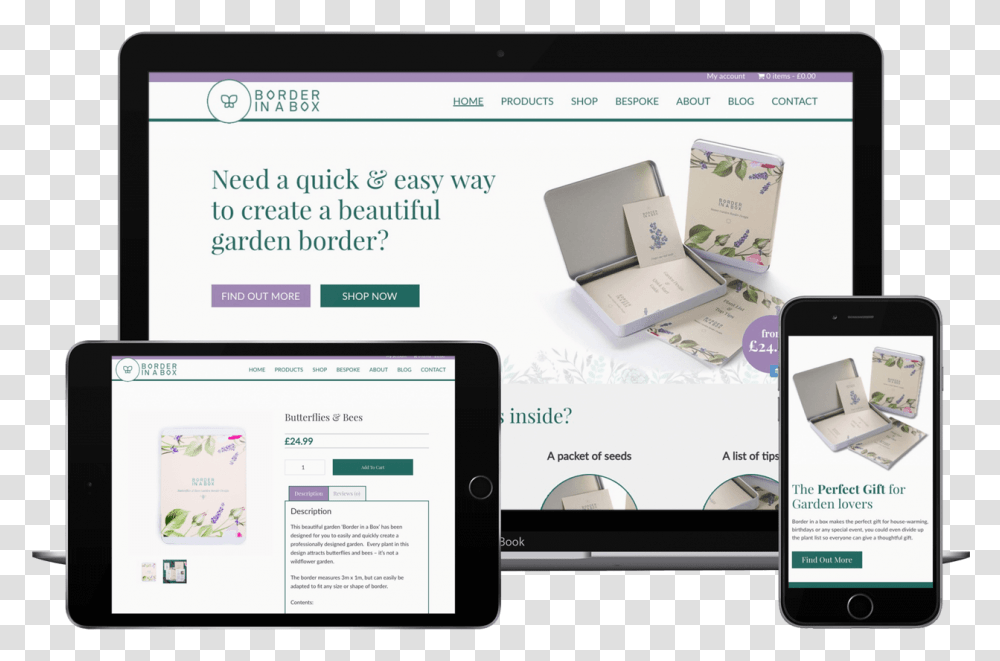 My account 0 items - £0.00
BORDER
IN A BOX
HOME PRODUCTS SHOP BESPOKE ABOUT BLOG CONTACT
Need a quick & easy way
to create a beautiful
garden border?
FIND OUT MORE SHOP NOW
BORDER
IN A BOX
from
£24.
s inside?
A packet of seeds
A list of tips
Book
BORDER
IN A BOX
HOME PRODUCTS SHOP BESPOKE ABOUT BLOG CONTACT
Butterflies & Bees
£24.99
1 Add To Cart
Description Reviews (0)
BORDER
IN A BOX
Description
This beautiful garden 'Border in a Box' has been
designed for you to easily and quickly create a
professionally designed garden. Every plant in this
design attracts butterflies and bees – it's not a
wildflower garden.
The border measures 3m x 1m, but can easily be
adapted to fit any size or shape of border.
Contents:
The Perfect Gift for
Garden lovers
Border in a box makes the perfect gift for house-warming,
birthdays or any special event, you could even divide up
the plant list so everyone can give a thoughtful gift.
Find Out More